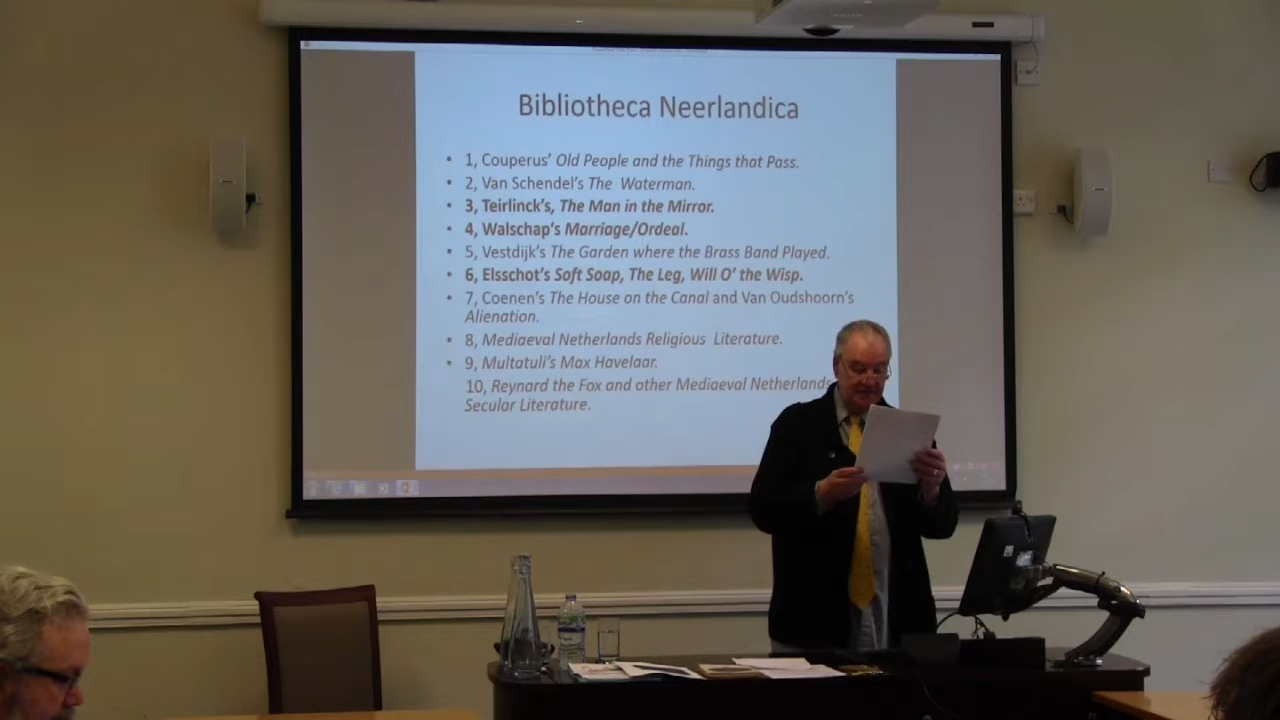 Bibliotheca Neerlandica
• 1, Couperus' Old People and the Things that Pass.
• 2, Van Schendel's The Waterman.
• 3, Teirlinck's, The Man in the Mirror.
• 4, Walschap's Marriage/Ordeal.
• 5, Vestdijk's The Garden where the Brass Band Played.
• 6, Elsschot's Soft Soap, The Leg, Will O' the Wisp.
• 7, Coenen's The House on the Canal and Van Oudshoorn's
Alienation.
• 8, Mediaeval Netherlands Religious Literature.
• 9, Multatuli's Max Havelaar.
10, Reynard the Fox and other Mediaeval Netherlands
Secular Literature.